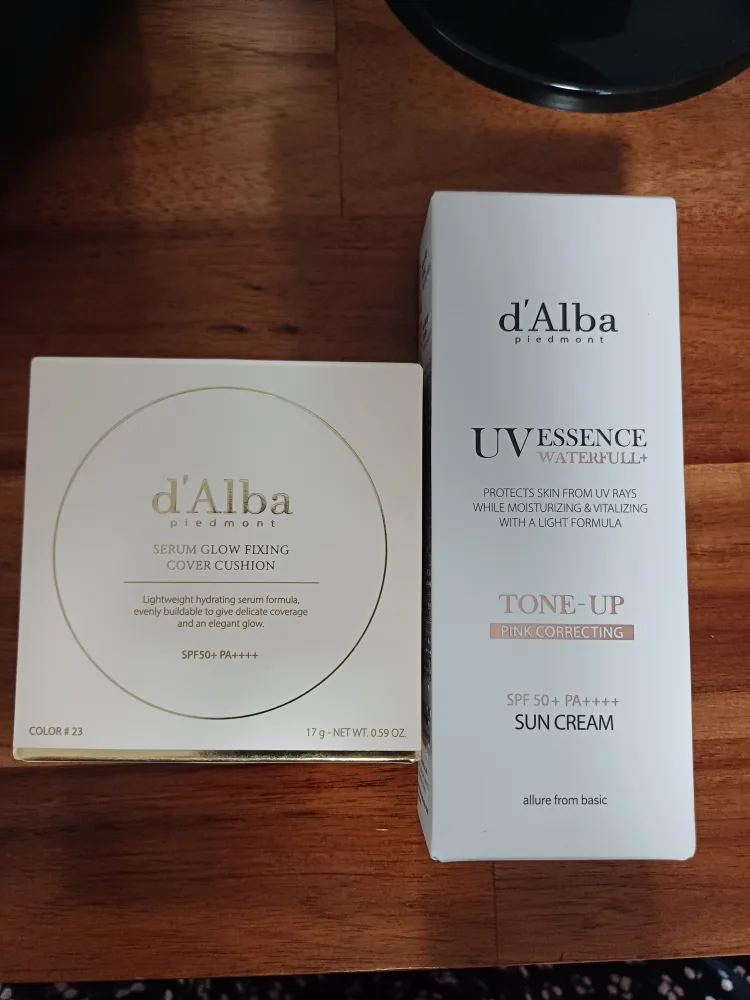 d'Alba
piedmont
SERUM GLOW FIXING
COVER CUSHION
Lightweight hydrating serum formula,
evenly buildable to give delicate coverage
and an elegant glow.
SPF50+ PA++++
COLOR # 23
17 g - NET WT. 0.59 OZ.
d'Alba
piedmont
UV ESSENCE
WATERFULL+
PROTECTS SKIN FROM UV RAYS
WHILE MOISTURIZING & VITALIZING
WITH A LIGHT FORMULA
TONE-UP
PINK CORRECTING
SPF 50+ PA++++
SUN CREAM
allure from basic